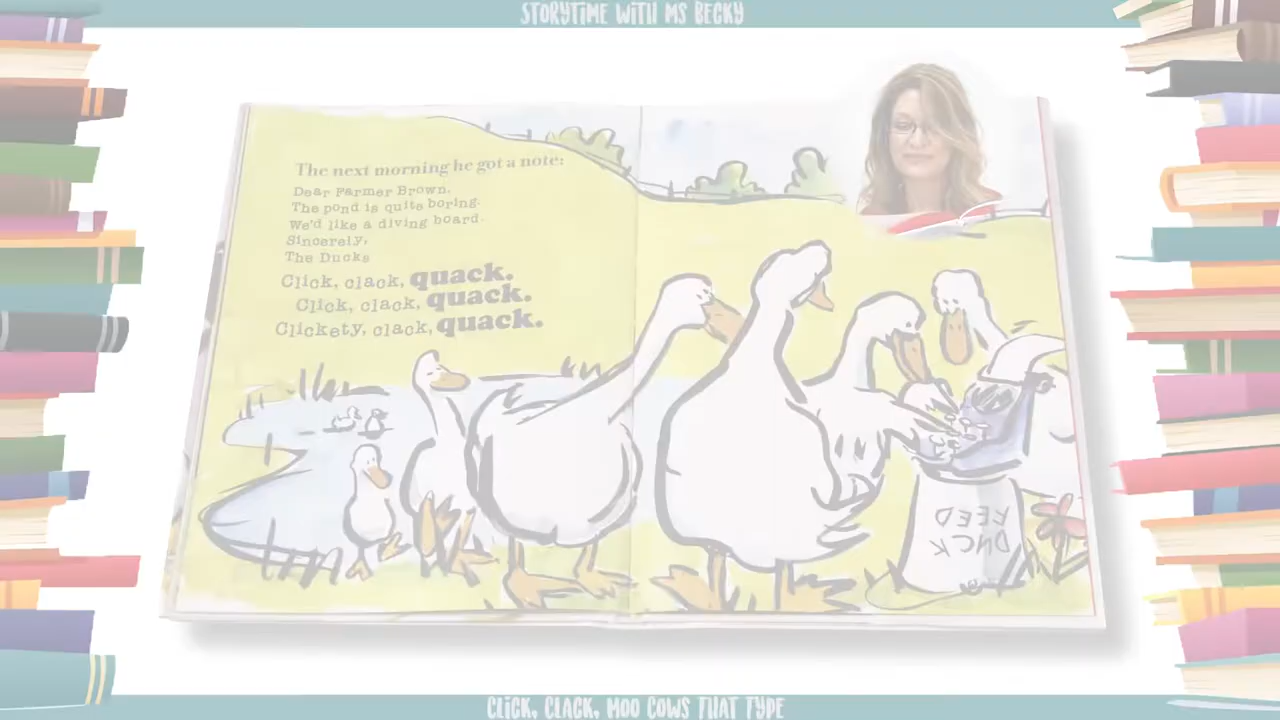 STORYTIME WITH MS BECKY
The next morning he got a note:
Dear Farmer Brown,
The pond is quite boring.
We'd like a diving board.
Sincerely,
The Ducks
Click, clack, quack.
Click, clack, quack.
Clickety, clack, quack.
DUCK
FEED
CLICK, CLACK, MOO COWS THAT TYPE